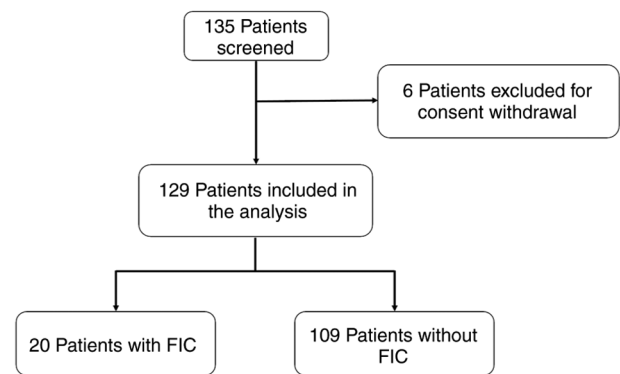 135 Patients
screened
6 Patients excluded for
consent withdrawal
129 Patients included in
the analysis
20 Patients with FIC
109 Patients without
FIC